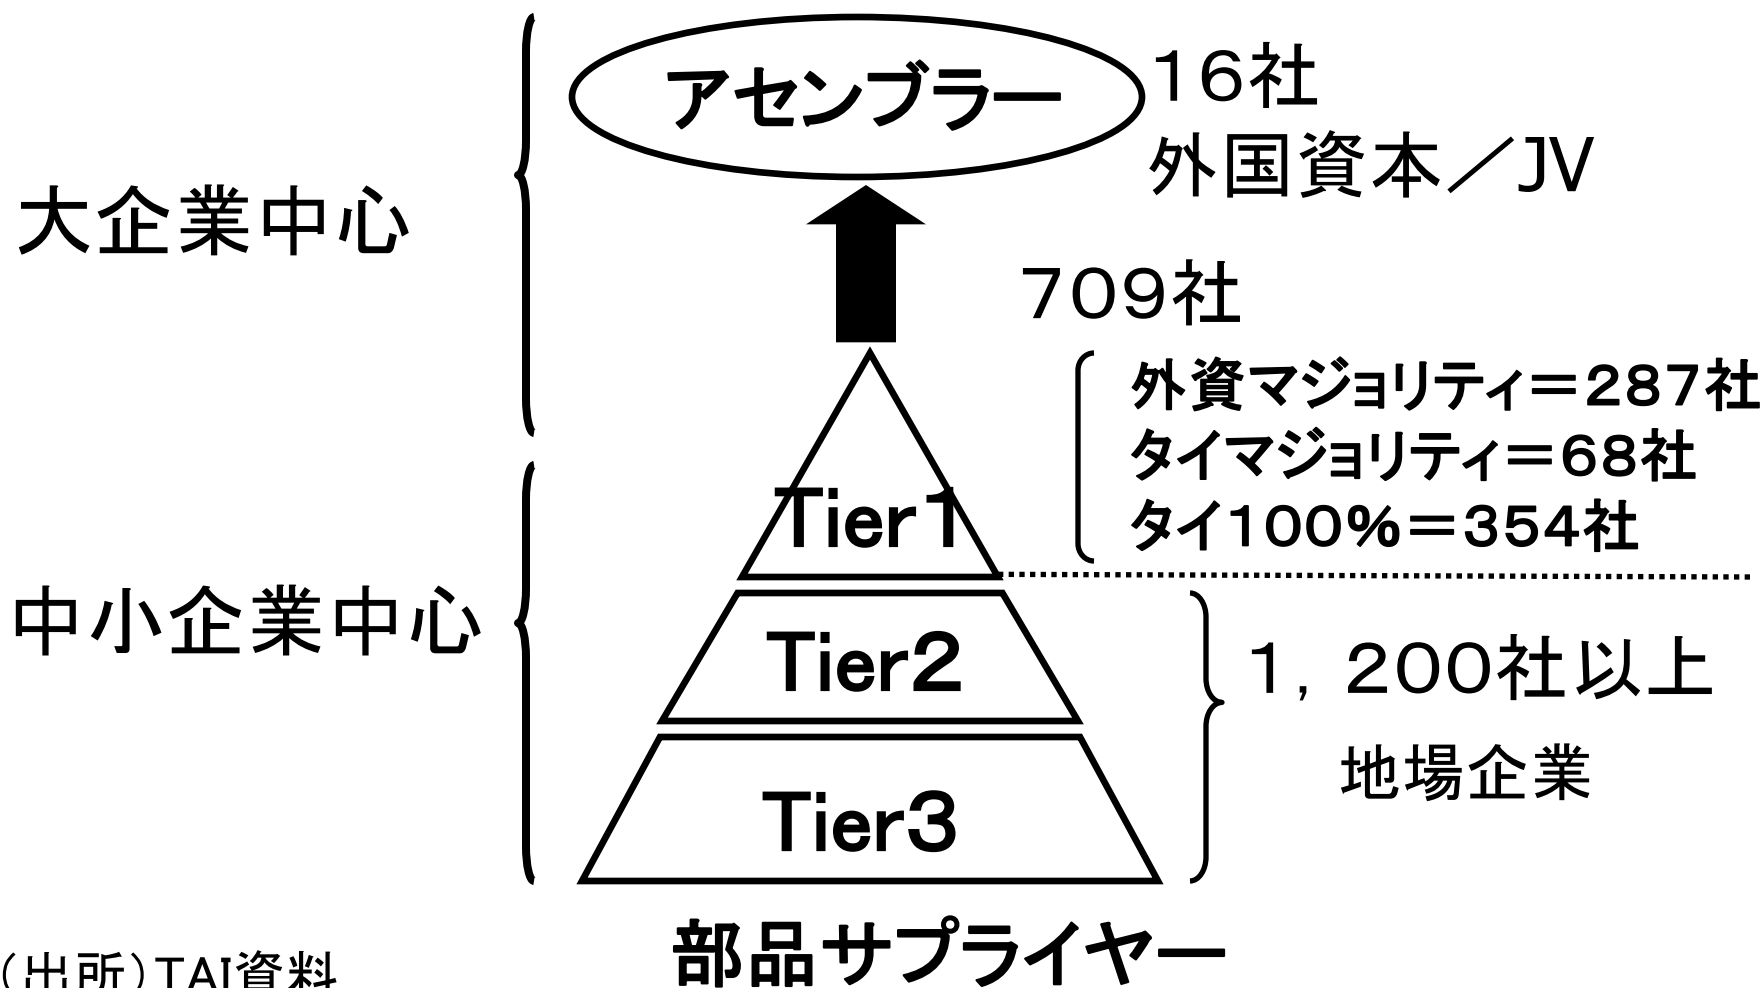 アセンブラー
16社
外国資本／JV
大企業中心
709社
外資マジョリティ＝287社
タイマジョリティ＝68社
タイ100%＝354社
Tier1
中小企業中心
Tier2
1，200社以上
地場企業
Tier3
部品サプライヤー
（出所）TAI資料